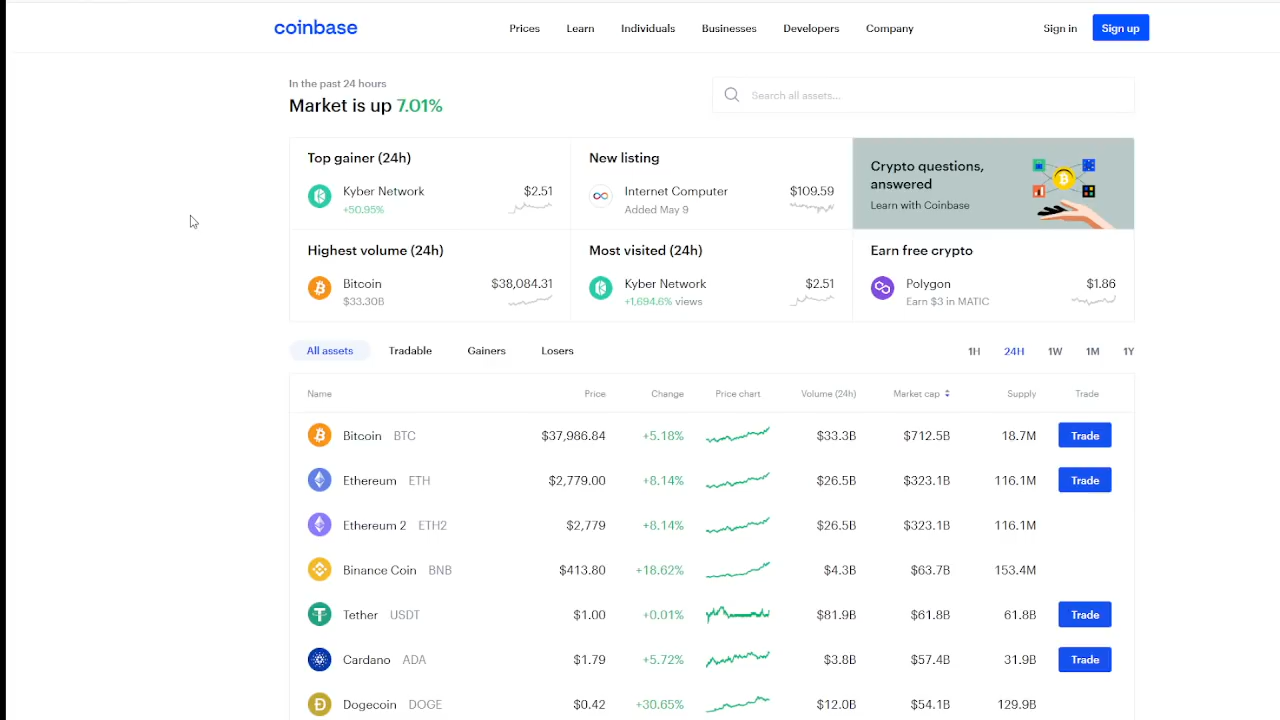 coinbase Prices Learn Individuals Businesses Developers Company Sign in Sign up
In the past 24 hours
Market is up 7.01%
Search all assets...
Top gainer (24h)
Kyber Network $2.51
+50.95%
New listing
Internet Computer $109.59
Added May 9
Crypto questions,
answered
Learn with Coinbase
Highest volume (24h)
Bitcoin $38,084.31
$33.30B
Most visited (24h)
Kyber Network $2.51
+1,694.6% views
Earn free crypto
Polygon $1.86
Earn $3 in MATIC
All assets Tradable Gainers Losers 1H 24H 1W 1M 1Y
Name Price Change Price chart Volume (24h) Market cap Supply Trade
Bitcoin BTC $37,986.84 +5.18% $33.3B $712.5B 18.7M Trade
Ethereum ETH $2,779.00 +8.14% $26.5B $323.1B 116.1M Trade
Ethereum 2 ETH2 $2,779 +8.14% $26.5B $323.1B 116.1M
Binance Coin BNB $413.80 +18.62% $4.3B $63.7B 153.4M
Tether USDT $1.00 +0.01% $81.9B $61.8B 61.8B Trade
Cardano ADA $1.79 +5.72% $3.8B $57.4B 31.9B Trade
Dogecoin DOGE $0.42 +30.65% $12.0B $54.1B 129.9B